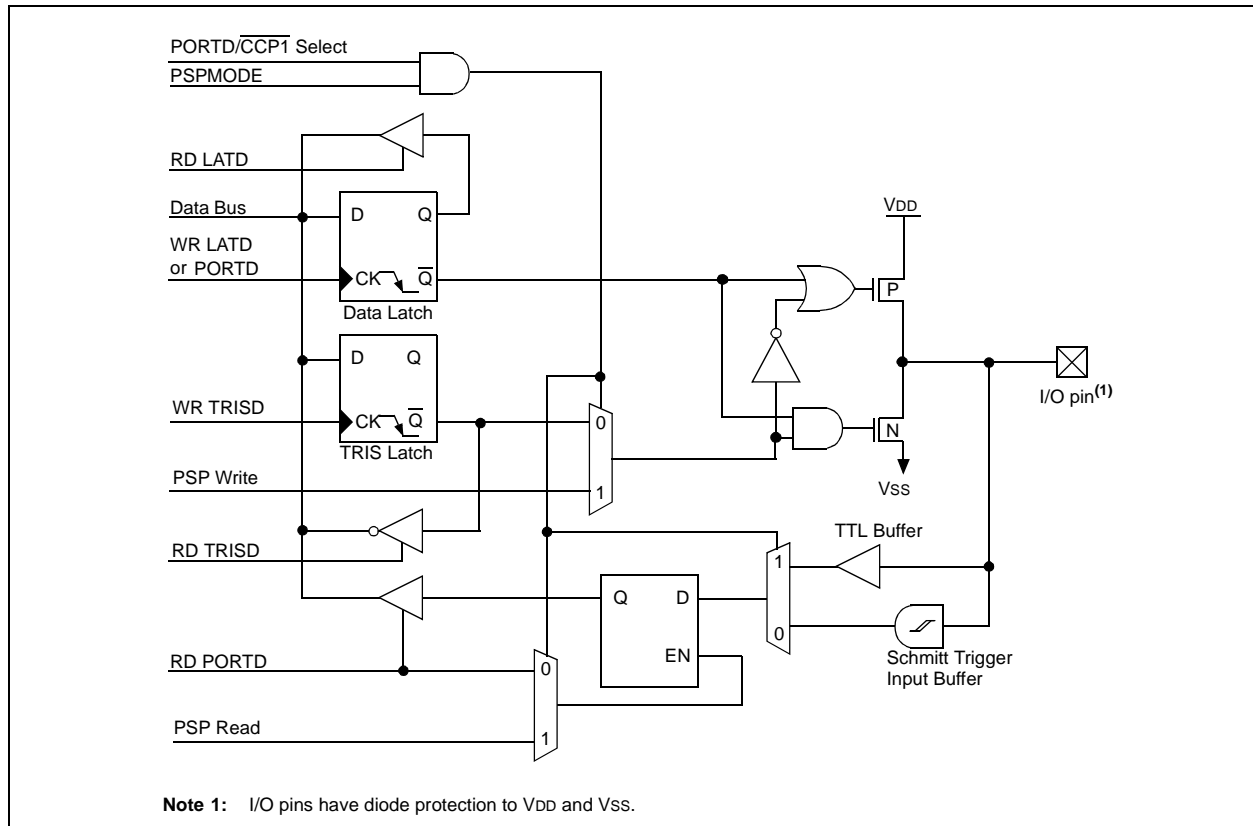 PORTD/CCP1 Select
PSPMODE
RD LATD
Data Bus
D Q
WR LATD
or PORTD
CK Q
Data Latch
VDD
P
D Q
I/O pin(1)
WR TRISD
CK Q
TRIS Latch
0
N
PSP Write
1
VSS
TTL Buffer
RD TRISD
1
Q D
0
EN
Schmitt Trigger
Input Buffer
RD PORTD
0
PSP Read
1
Note 1: I/O pins have diode protection to VDD and VSS.